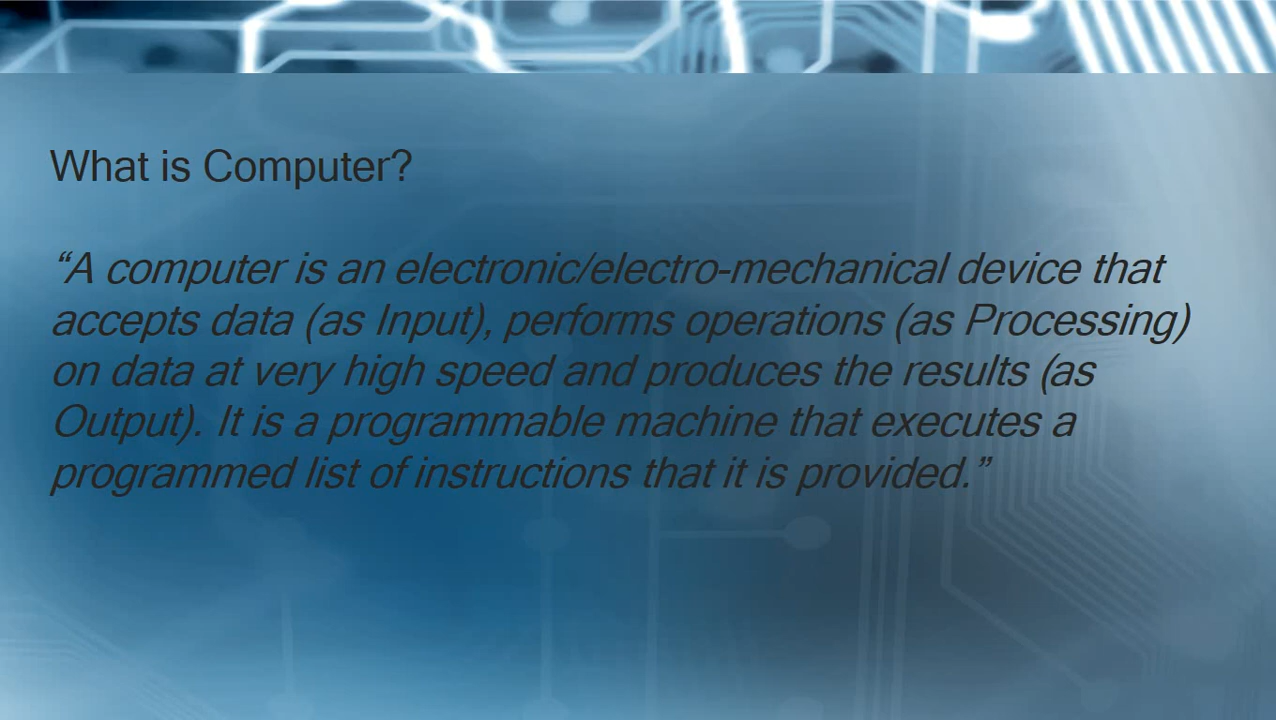 What is Computer?
“A computer is an electronic/electro-mechanical device that
accepts data (as Input), performs operations (as Processing)
on data at very high speed and produces the results (as
Output). It is a programmable machine that executes a
programmed list of instructions that it is provided.”